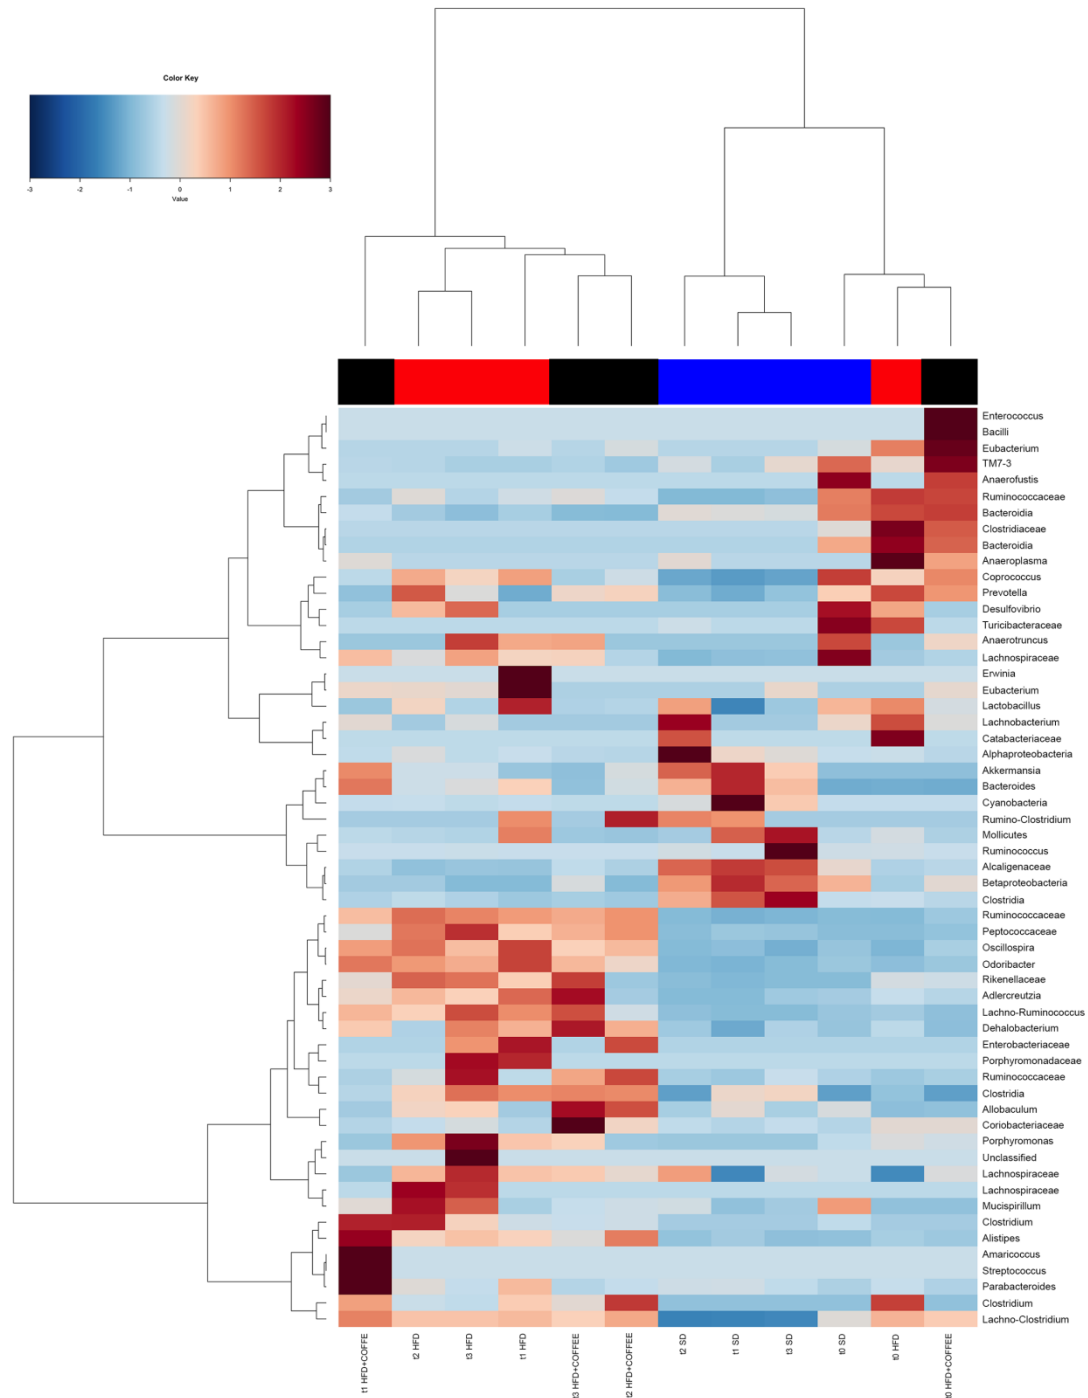 Color Key
-3 -2 -1 0 1 2 3
Value
Enterococcus
Bacilli
Eubacterium
TM7-3
Anaerofustis
Ruminococcaceae
Bacteroidia
Clostridiaceae
Bacteroidia
Anaeroplasma
Coprococcus
Prevotella
Desulfovibrio
Turicibacteraceae
Anaerotruncus
Lachnospiraceae
Erwinia
Eubacterium
Lactobacillus
Lachnobacterium
Catabacteriaceae
Alphaproteobacteria
Akkermansia
Bacteroides
Cyanobacteria
Rumino-Clostridium
Mollicutes
Ruminococcus
Alcaligenaceae
Betaproteobacteria
Clostridia
Ruminococcaceae
Peptococcaceae
Oscillospira
Odoribacter
Rikenellaceae
Adlercreutzia
Lachno-Ruminococcus
Dehalobacterium
Enterobacteriaceae
Porphyromonadaceae
Ruminococcaceae
Clostridia
Allobaculum
Coriobacteriaceae
Porphyromonas
Unclassified
Lachnospiraceae
Lachnospiraceae
Mucispirillum
Clostridium
Alistipes
Amaricoccus
Streptococcus
Parabacteroides
Clostridium
Lachno-Clostridium
t1 HFD+COFFE
t2 HFD
t3 HFD
t1 HFD
t3 HFD+COFFEE
t2 HFD+COFFEE
t2 SD
t1 SD
t3 SD
t0 SD
t0 HFD
t0 HFD+COFFEE